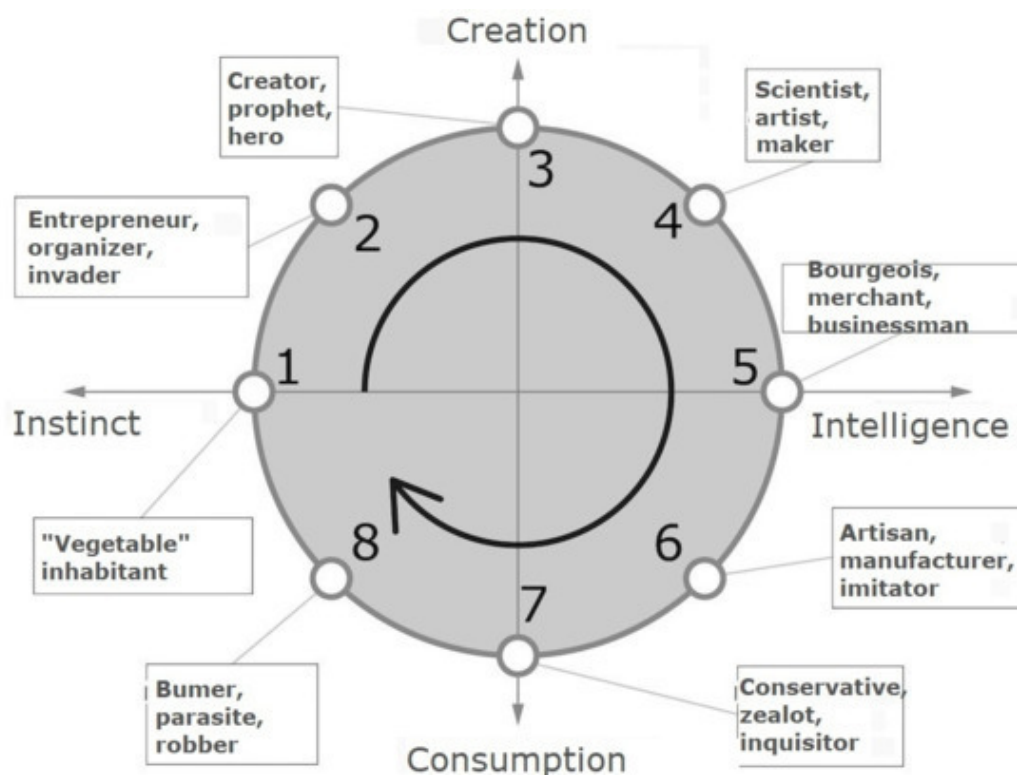 Creation
Creator,
prophet,
hero
Scientist,
artist,
maker
3
Entrepreneur,
organizer,
invader
2
4
Bourgeois,
merchant,
businessman
1
5
Instinct
Intelligence
"Vegetable"
inhabitant
8
6
Artisan,
manufacturer,
imitator
7
Bumer,
parasite,
robber
Conservative,
zealot,
inquisitor
Consumption